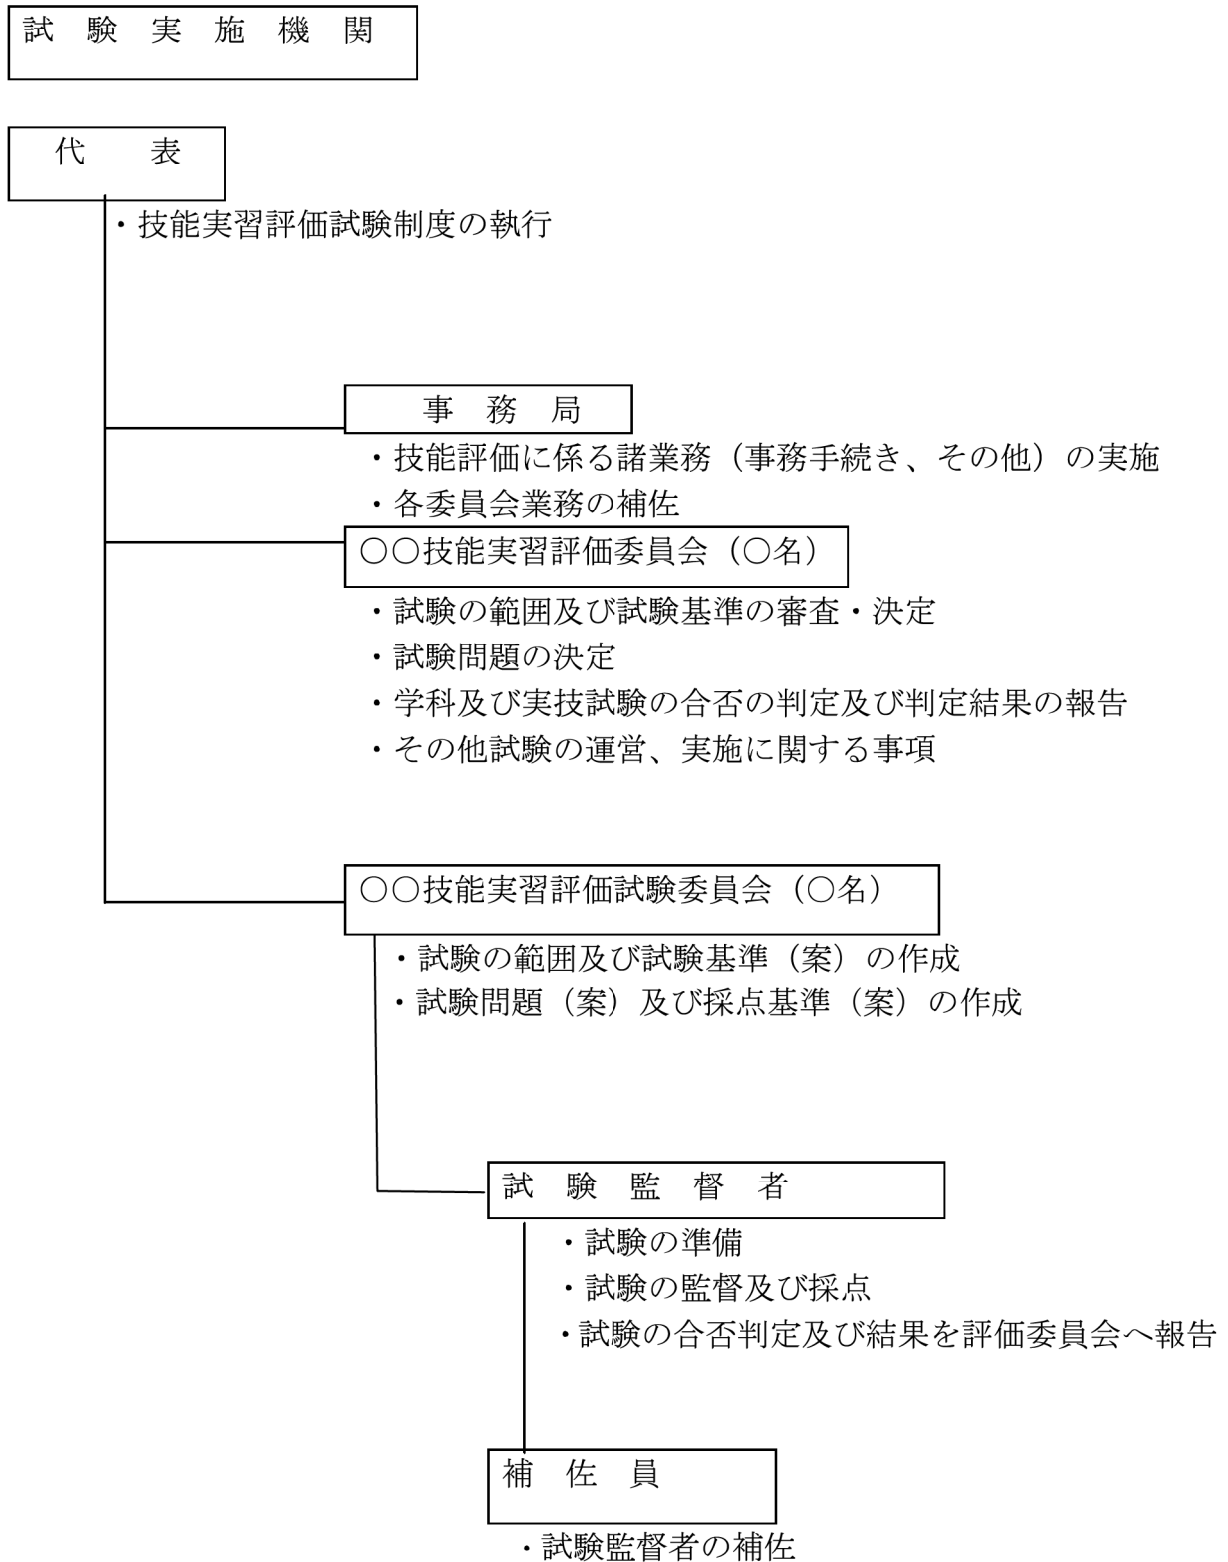 試　験　実　施　機　関
代　　表
・技能実習評価試験制度の執行
事　務　局
・技能評価に係る諸業務（事務手続き、その他）の実施
・各委員会業務の補佐
〇〇技能実習評価委員会（〇名）
・試験の範囲及び試験基準の審査・決定
・試験問題の決定
・学科及び実技試験の合否の判定及び判定結果の報告
・その他試験の運営、実施に関する事項
〇〇技能実習評価試験委員会（〇名）
・試験の範囲及び試験基準（案）の作成
・試験問題（案）及び採点基準（案）の作成
試　験　監　督　者
・試験の準備
・試験の監督及び採点
・試験の合否判定及び結果を評価委員会へ報告
補　佐　員
・試験監督者の補佐